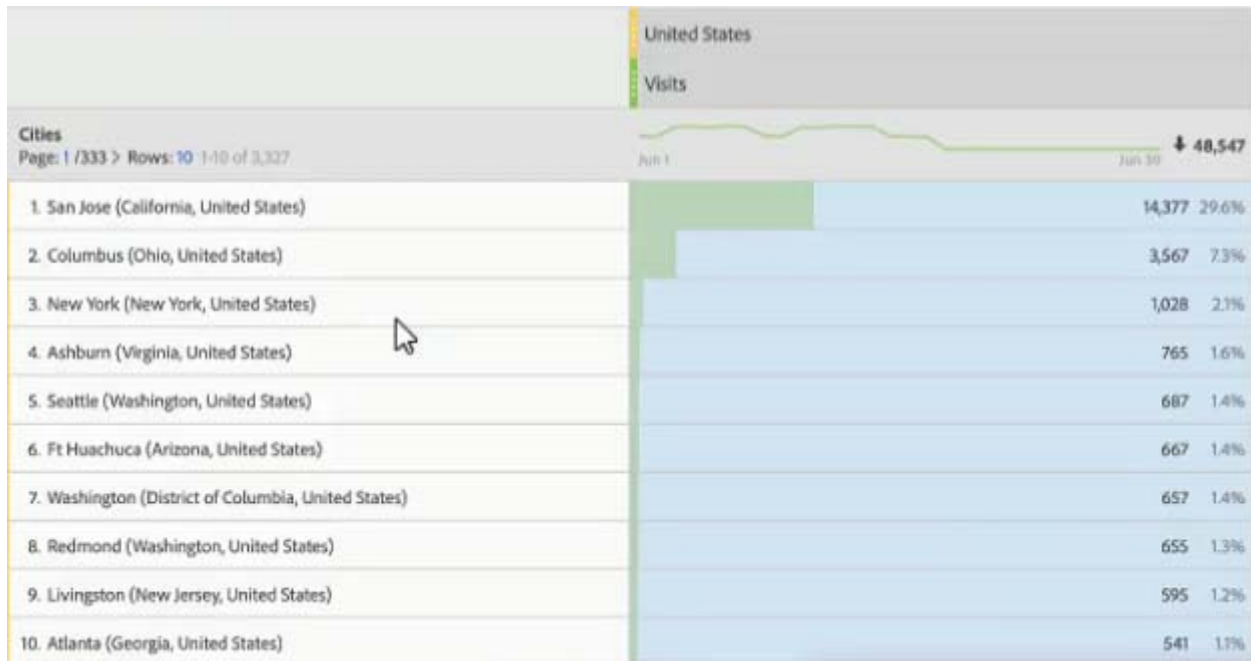 United States
Visits
Cities
Page: 1 / 333 > Rows: 10 1-10 of 3,327
Jun 1 Jun 30 48,547
1. San Jose (California, United States) 14,377 29.6%
2. Columbus (Ohio, United States) 3,567 7.3%
3. New York (New York, United States) 1,028 2.1%
4. Ashburn (Virginia, United States) 765 1.6%
5. Seattle (Washington, United States) 687 1.4%
6. Ft Huachuca (Arizona, United States) 667 1.4%
7. Washington (District of Columbia, United States) 657 1.4%
8. Redmond (Washington, United States) 655 1.3%
9. Livingston (New Jersey, United States) 595 1.2%
10. Atlanta (Georgia, United States) 541 1.1%